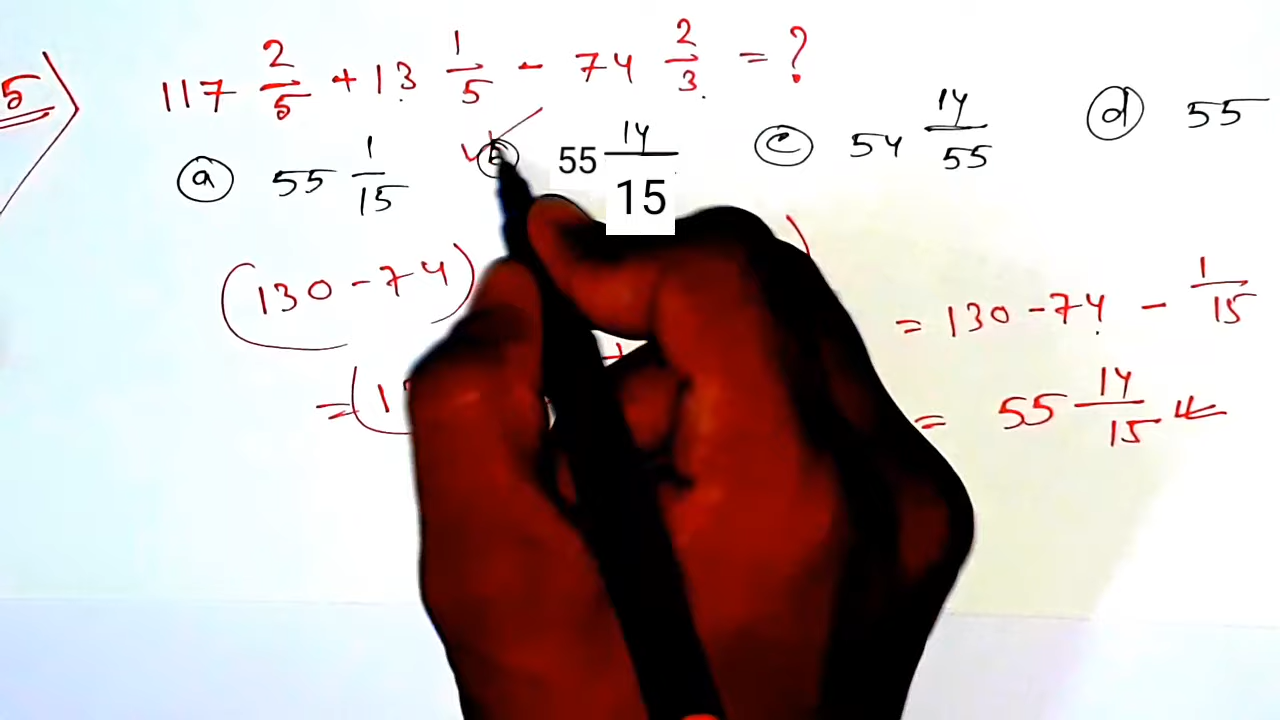 5
117 2/5 + 13 1/5 - 74 2/3 = ?
a 55 1/15 b 55 14/15 c 54 14/55 d 55
(130 - 74)
= 130 - 74 - 1/15
= (1
= 55 14/15